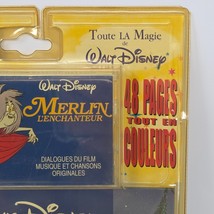 Toute LA Magie
de
WALT DISNEY
WALT DISNEY
MERLIN
L'ENCHANTEUR
DIALOGUES DU FILM
MUSIQUE ET CHANSONS
ORIGINALES
48 PAGES
TOUT EN
COULEURS